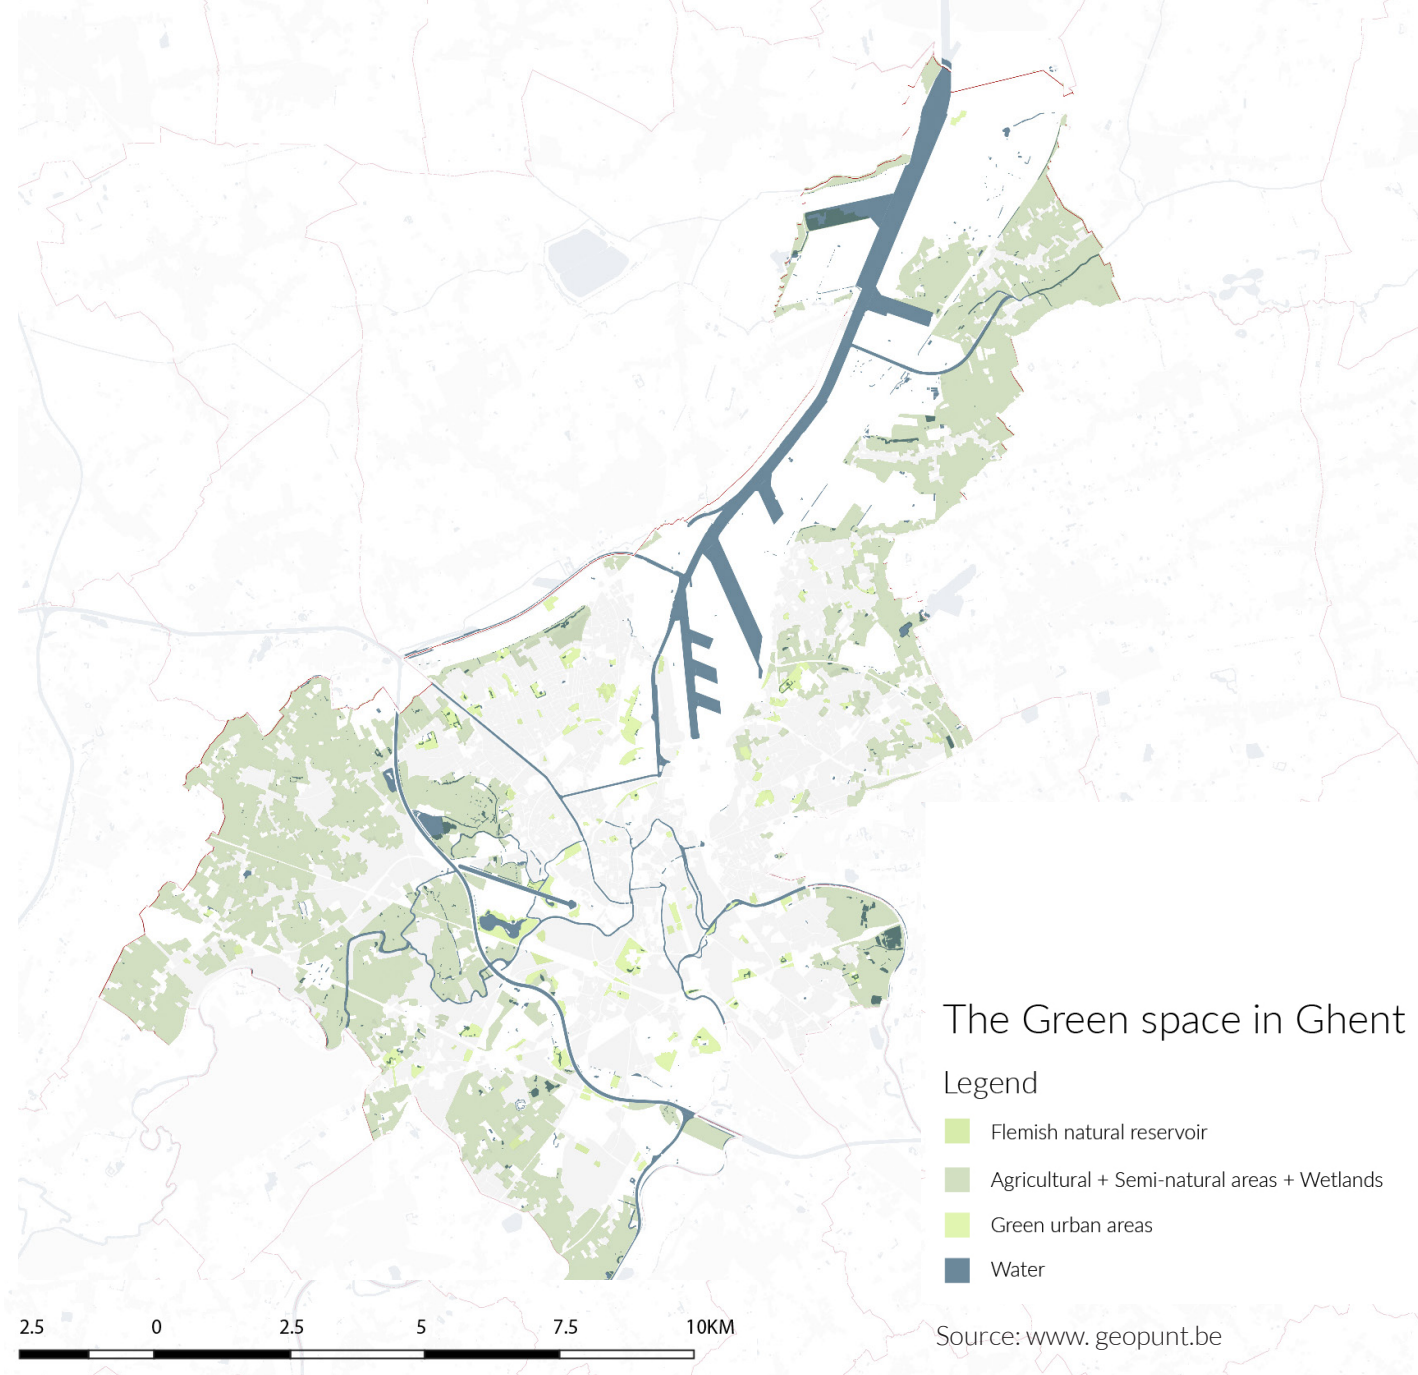 The Green space in Ghent
Legend
Flemish natural reservoir
Agricultural + Semi-natural areas + Wetlands
Green urban areas
Water
2.5 0 2.5 5 7.5 10KM
Source: www. geopunt.be